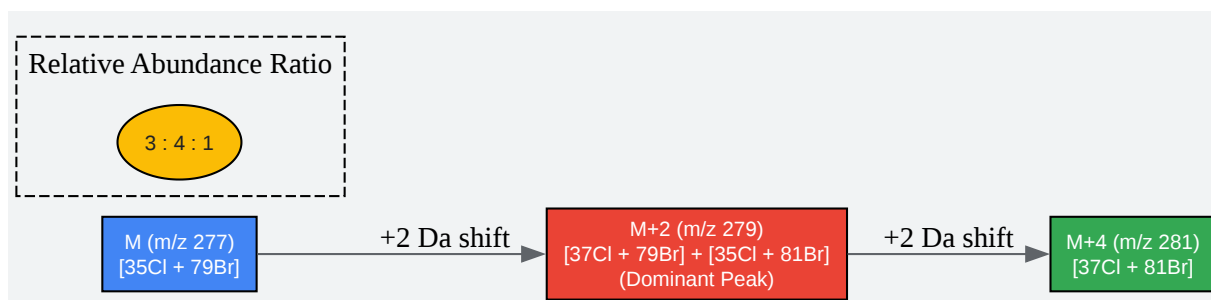 Relative Abundance Ratio
3 : 4 : 1
M (m/z 277)
[35Cl + 79Br]
+2 Da shift
M+2 (m/z 279)
[37Cl + 79Br] + [35Cl + 81Br]
(Dominant Peak)
+2 Da shift
M+4 (m/z 281)
[37Cl + 81Br]